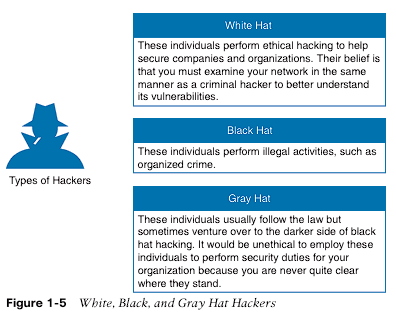 White Hat
These individuals perform ethical hacking to help
secure companies and organizations. Their belief is
that you must examine your network in the same
manner as a criminal hacker to better understand
its vulnerabilities.
Black Hat
These individuals perform illegal activities, such as
organized crime.
Types of Hackers
Gray Hat
These individuals usually follow the law but
sometimes venture over to the darker side of black
hat hacking. It would be unethical to employ these
individuals to perform security duties for your
organization because you are never quite clear
where they stand.
Figure 1-5 White, Black, and Gray Hat Hackers